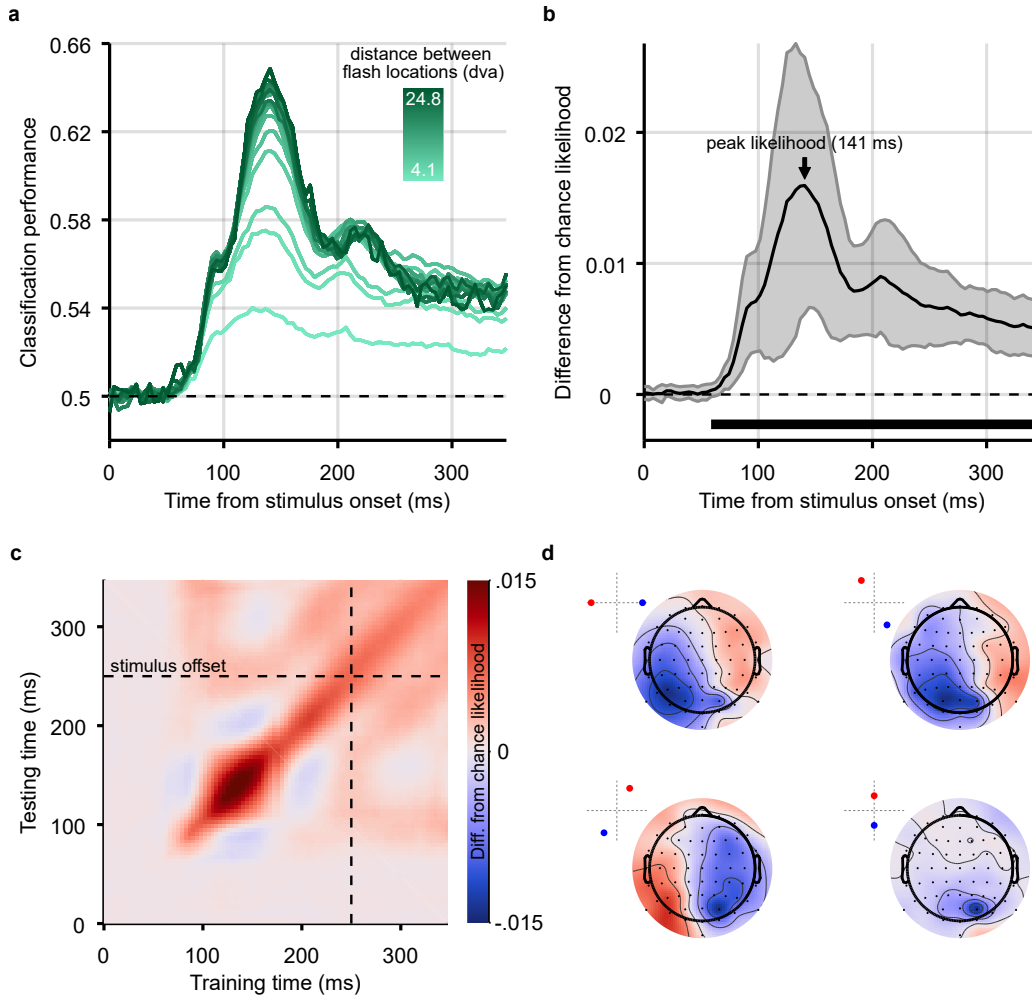 a
0.66
0.62
0.58
0.54
0.5
Classification performance
distance between
flash locations (dva)
24.8
4.1
0
100
200
300
Time from stimulus onset (ms)
b
0.02
0.01
0
Difference from chance likelihood
peak likelihood (141 ms)
0
100
200
300
Time from stimulus onset (ms)
c
300
200
100
0
Testing time (ms)
stimulus offset
0
100
200
300
Training time (ms)
.015
0
-.015
Diff. from chance likelihood
d